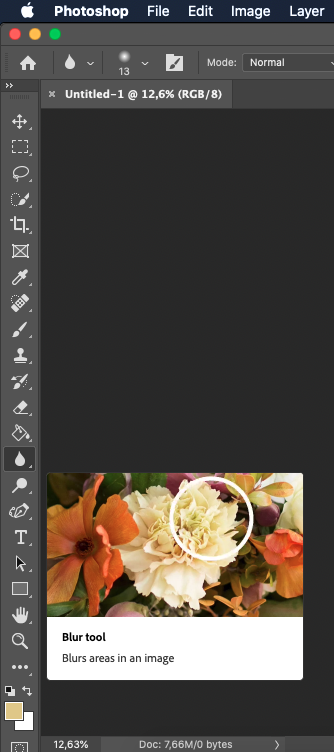 Photoshop File Edit Image Layer
13 Mode: Normal
Untitled-1 @ 12,6% (RGB/8)
Blur tool
Blurs areas in an image
12,63% Doc: 7,66M/0 bytes